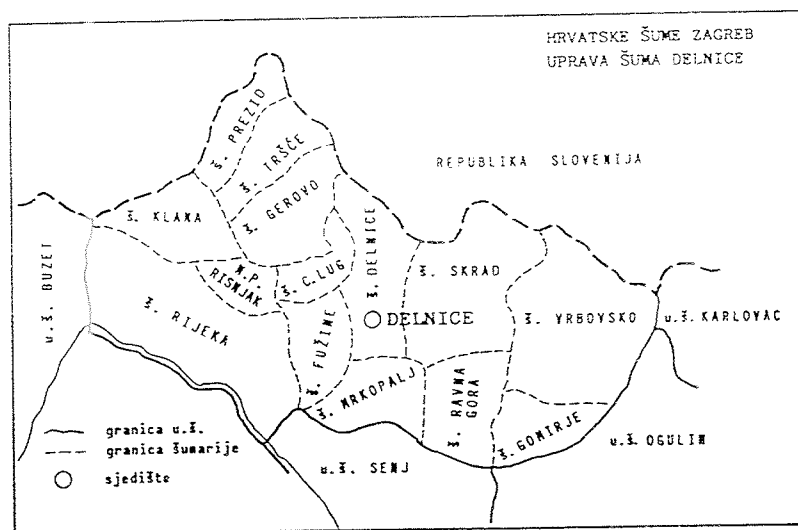 HRVATSKE ŠUME ZAGREB
UPRAVA ŠUMA DELNICE
Š. PREZID
Š. TRŠĆE
REPUBLIKA SLOVENIJA
Š. GEROVO
Š. KLANA
Š. DELNICE
N.P.
RISNJAK
Š. C.LUG
Š. SKRAD
u.š. BUZET
Š. RIJEKA
DELNICE
Š. VRBOVSKO
u.š. KARLOVAC
Š. FUŽINE
Š. MRKOPALJ
Š. RAVNA
GORA
Š. GOMIRJE
u.š. OGULIN
u.š. SENJ
granica u.š.
granica šumarije
sjedište